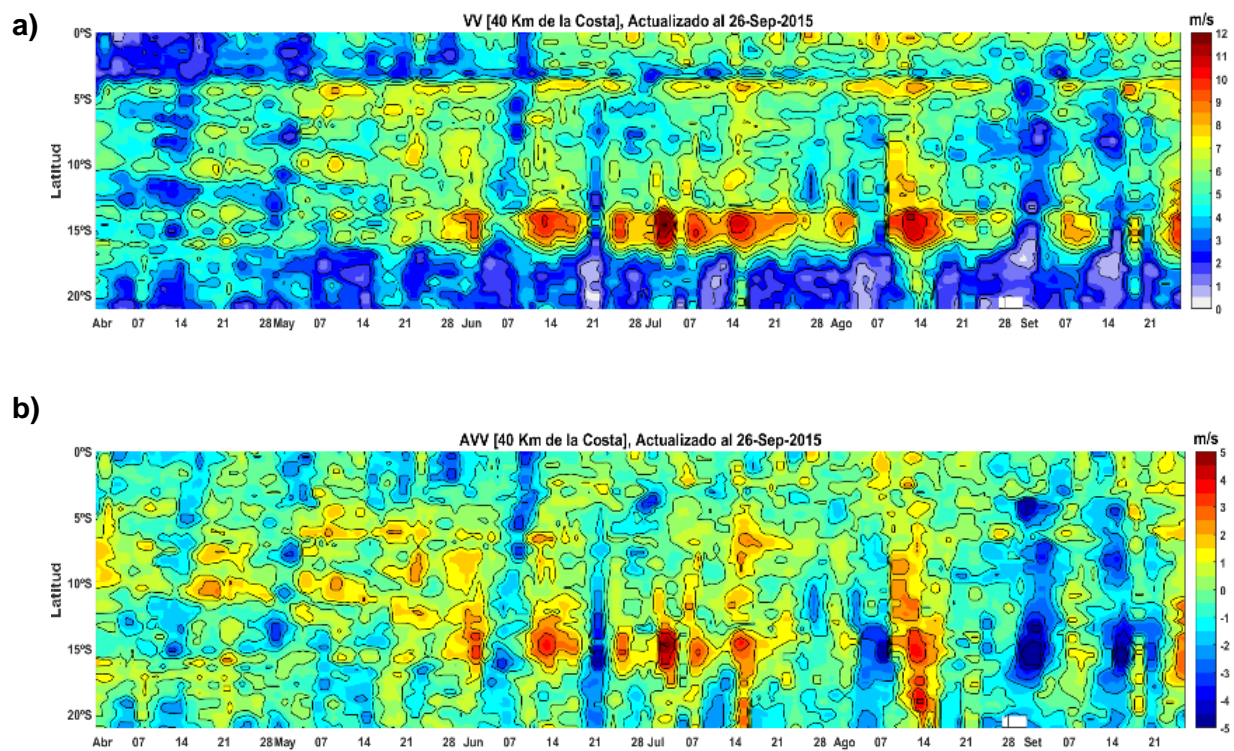 a)
VV [40 Km de la Costa], Actualizado al 26-Sep-2015
m/s
Latitud
0ºS
5ºS
10ºS
15ºS
20ºS
12
11
10
9
8
7
6
5
4
3
2
1
0
Abr 07 14 21 28 May 07 14 21 28 Jun 07 14 21 28 Jul 07 14 21 28 Ago 07 14 21 28 Set 07 14 21
b)
AVV [40 Km de la Costa], Actualizado al 26-Sep-2015
m/s
Latitud
0ºS
5ºS
10ºS
15ºS
20ºS
5
4
3
2
1
0
-1
-2
-3
-4
-5
Abr 07 14 21 28 May 07 14 21 28 Jun 07 14 21 28 Jul 07 14 21 28 Ago 07 14 21 28 Set 07 14 21